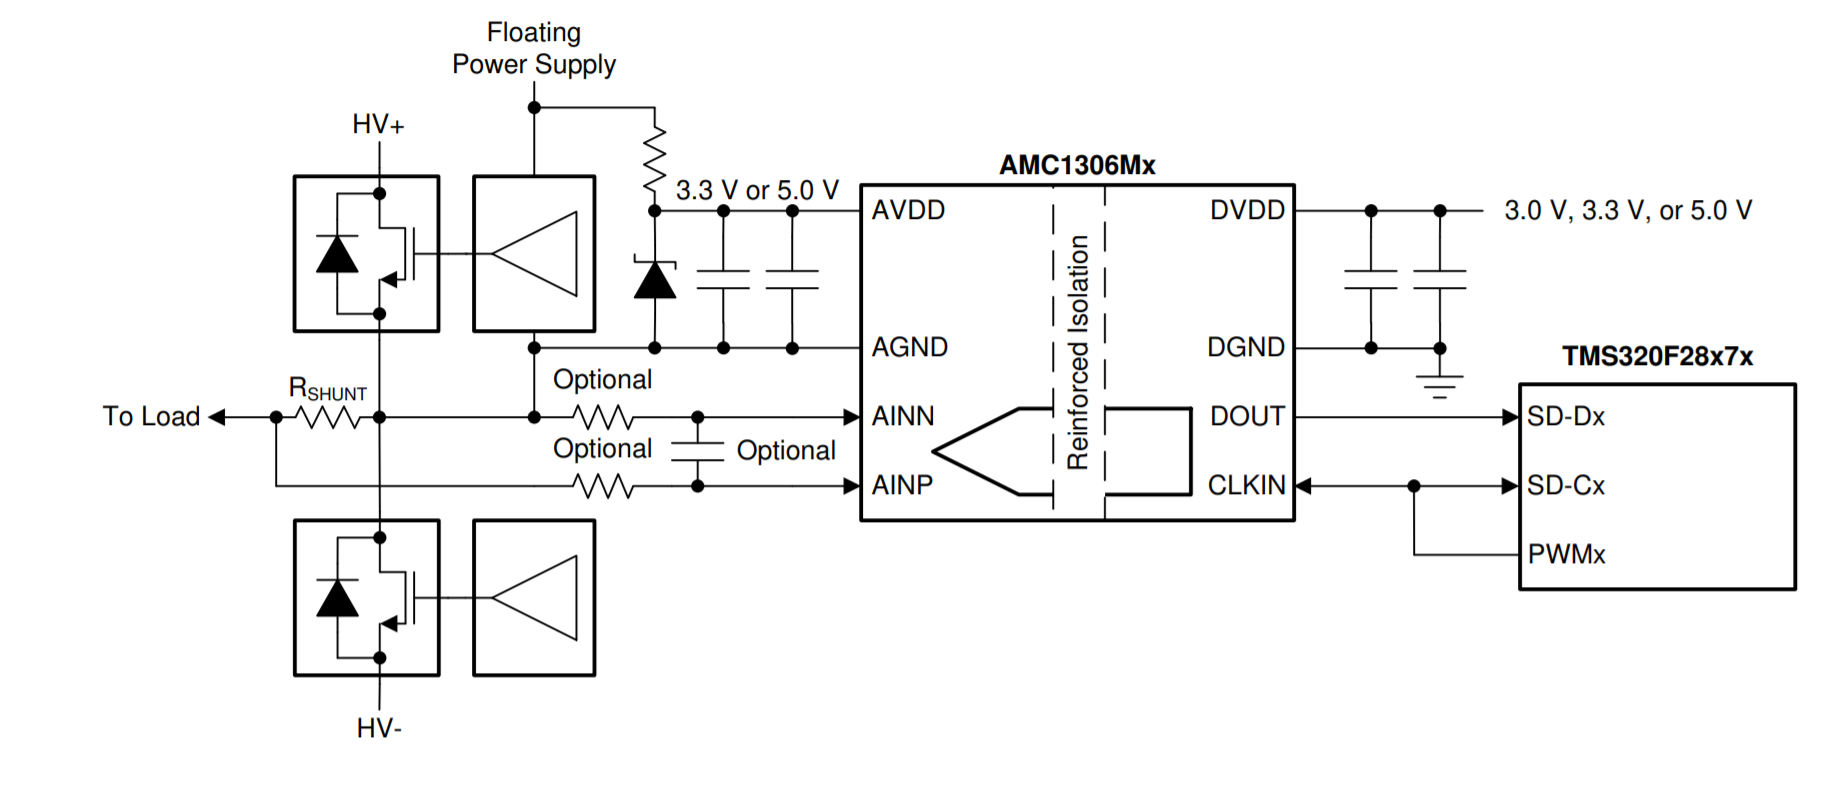 Floating
Power Supply
HV+
AMC1306Mx
3.3 V or 5.0 V
AVDD
DVDD
3.0 V, 3.3 V, or 5.0 V
Reinforced Isolation
AGND
DGND
TMS320F28x7x
RSHUNT
Optional
To Load
AINN
DOUT
SD-Dx
Optional
Optional
AINP
CLKIN
SD-Cx
PWMx
HV-